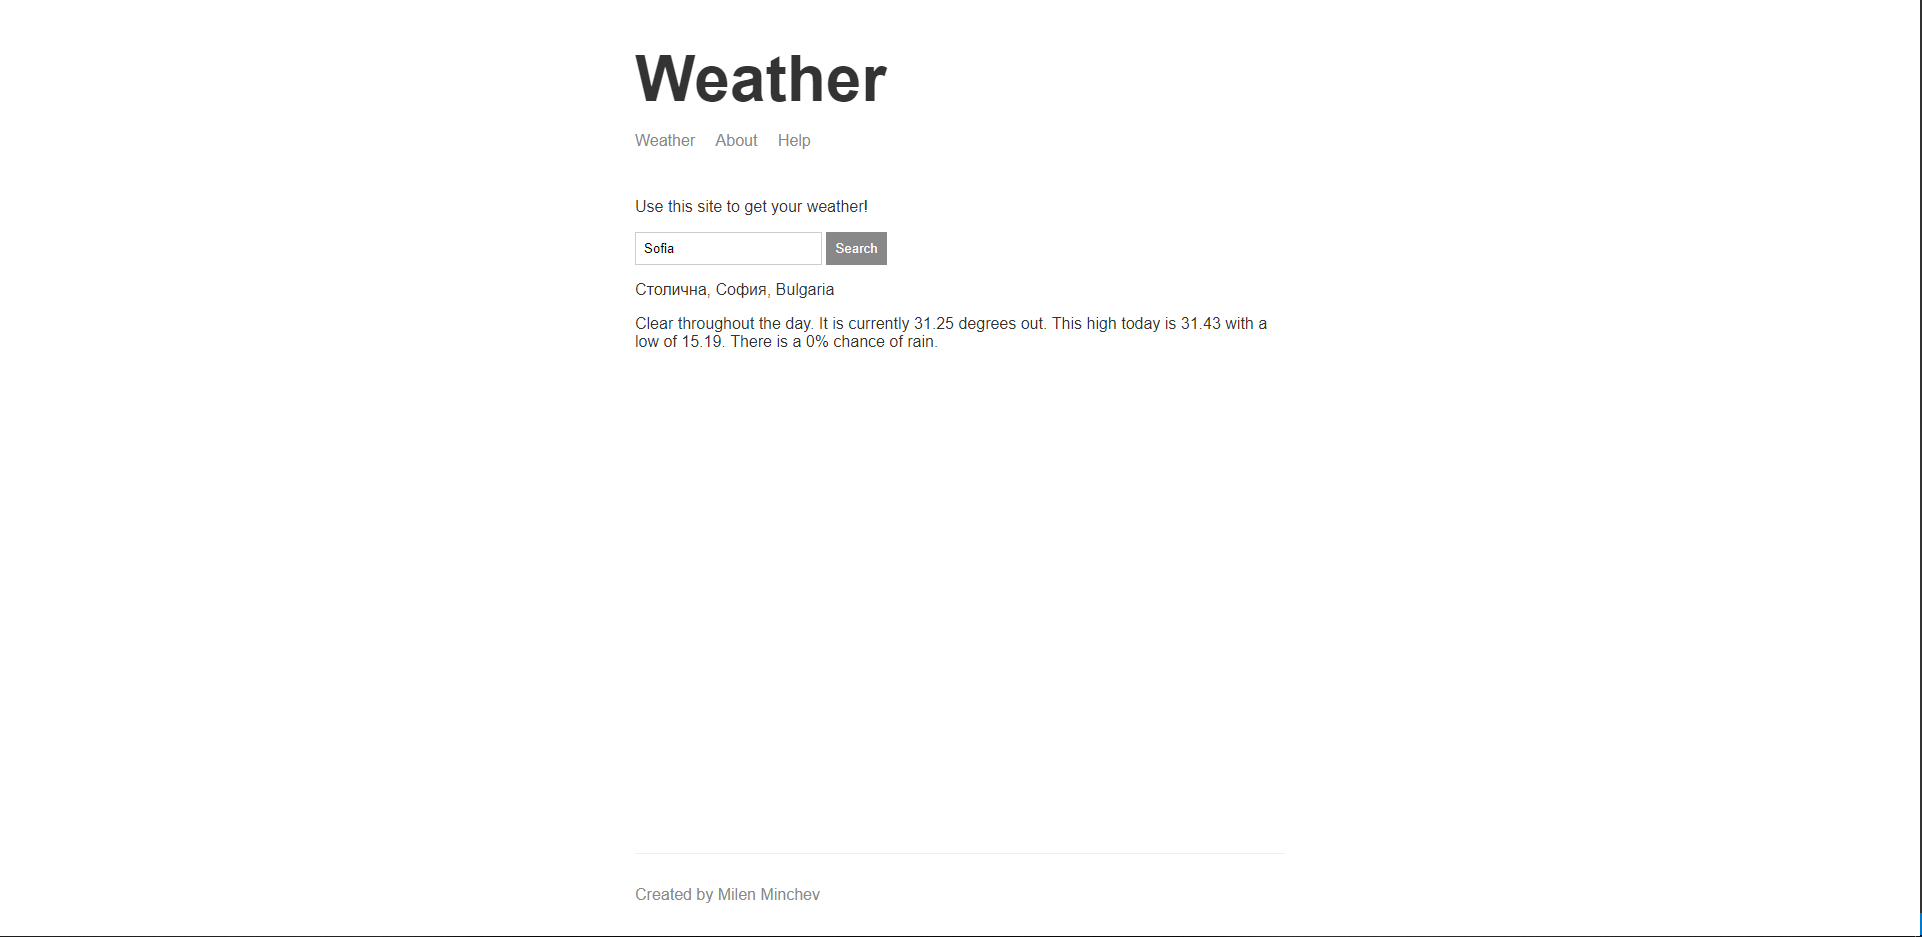 Weather
Weather About Help
Use this site to get your weather!
Sofia Search
Столична, София, Bulgaria
Clear throughout the day. It is currently 31.25 degrees out. This high today is 31.43 with a
low of 15.19. There is a 0% chance of rain.
Created by Milen Minchev